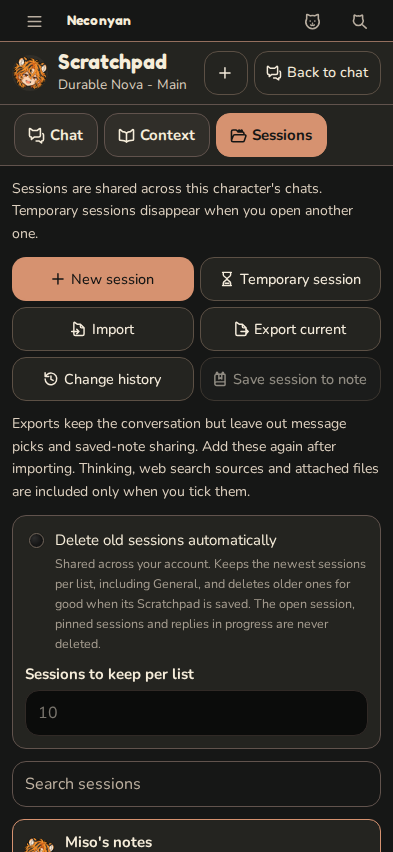 Neconyan
Scratchpad
Durable Nova - Main
Back to chat
Chat
Context
Sessions
Sessions are shared across this character's chats.
Temporary sessions disappear when you open another
one.
New session
Temporary session
Import
Export current
Change history
Save session to note
Exports keep the conversation but leave out message
picks and saved-note sharing. Add these again after
importing. Thinking, web search sources and attached files
are included only when you tick them.
Delete old sessions automatically
Shared across your account. Keeps the newest sessions
per list, including General, and deletes older ones for
good when its Scratchpad is saved. The open session,
pinned sessions and replies in progress are never
deleted.
Sessions to keep per list
10
Search sessions
Miso's notes